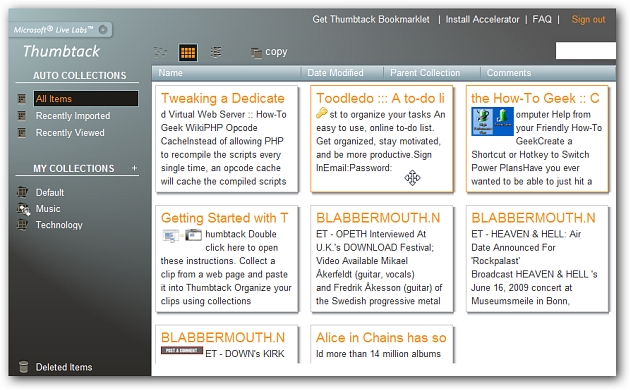 Microsoft® Live Labs™
Thumbtack
Get Thumbtack Bookmarklet | Install Accelerator | FAQ | Sign out
copy
AUTO COLLECTIONS
All Items
Recently Imported
Recently Viewed
MY COLLECTIONS +
Default
Music
Technology
Deleted Items
Name Date Modified Parent Collection Comments
Tweaking a Dedicate
d Virtual Web Server :: How-To
Geek WikiPHP Opcode
CacheInstead of allowing PHP
to recompile the scripts every
single time, an opcode cache
will cache the compiled scripts
Toodledo ::: A to-do li
st to organize your tasks An
easy to use, online to-do list.
Get organized, stay motivated,
and be more productive.Sign
InEmail:Password:
the How-To Geek :: C
omputer Help from
your Friendly How-To
GeekCreate a
Shortcut or Hotkey to Switch
Power PlansHave you ever
wanted to be able to just hit a
Getting Started with T
humbtack Double
click here to open
these instructions. Collect a
clip from a web page and paste
it into Thumbtack Organize your
clips using collections
BLABBERMOUTH.N
ET - OPETH Interviewed At
U.K.'s DOWNLOAD Festival;
Video Available Mikael
Åkerfeldt (guitar, vocals)
and Fredrik Åkesson (guitar) of
the Swedish progressive metal
BLABBERMOUTH.N
ET - HEAVEN & HELL: Air
Date Announced For
'Rockpalast'
Broadcast HEAVEN & HELL 's
June 16, 2009 concert at
Museumsmeile in Bonn,
BLABBERMOUTH.N
POST A COMMENT ET - DOWN's KIRK
Alice in Chains has so
ld more than 14 million albums